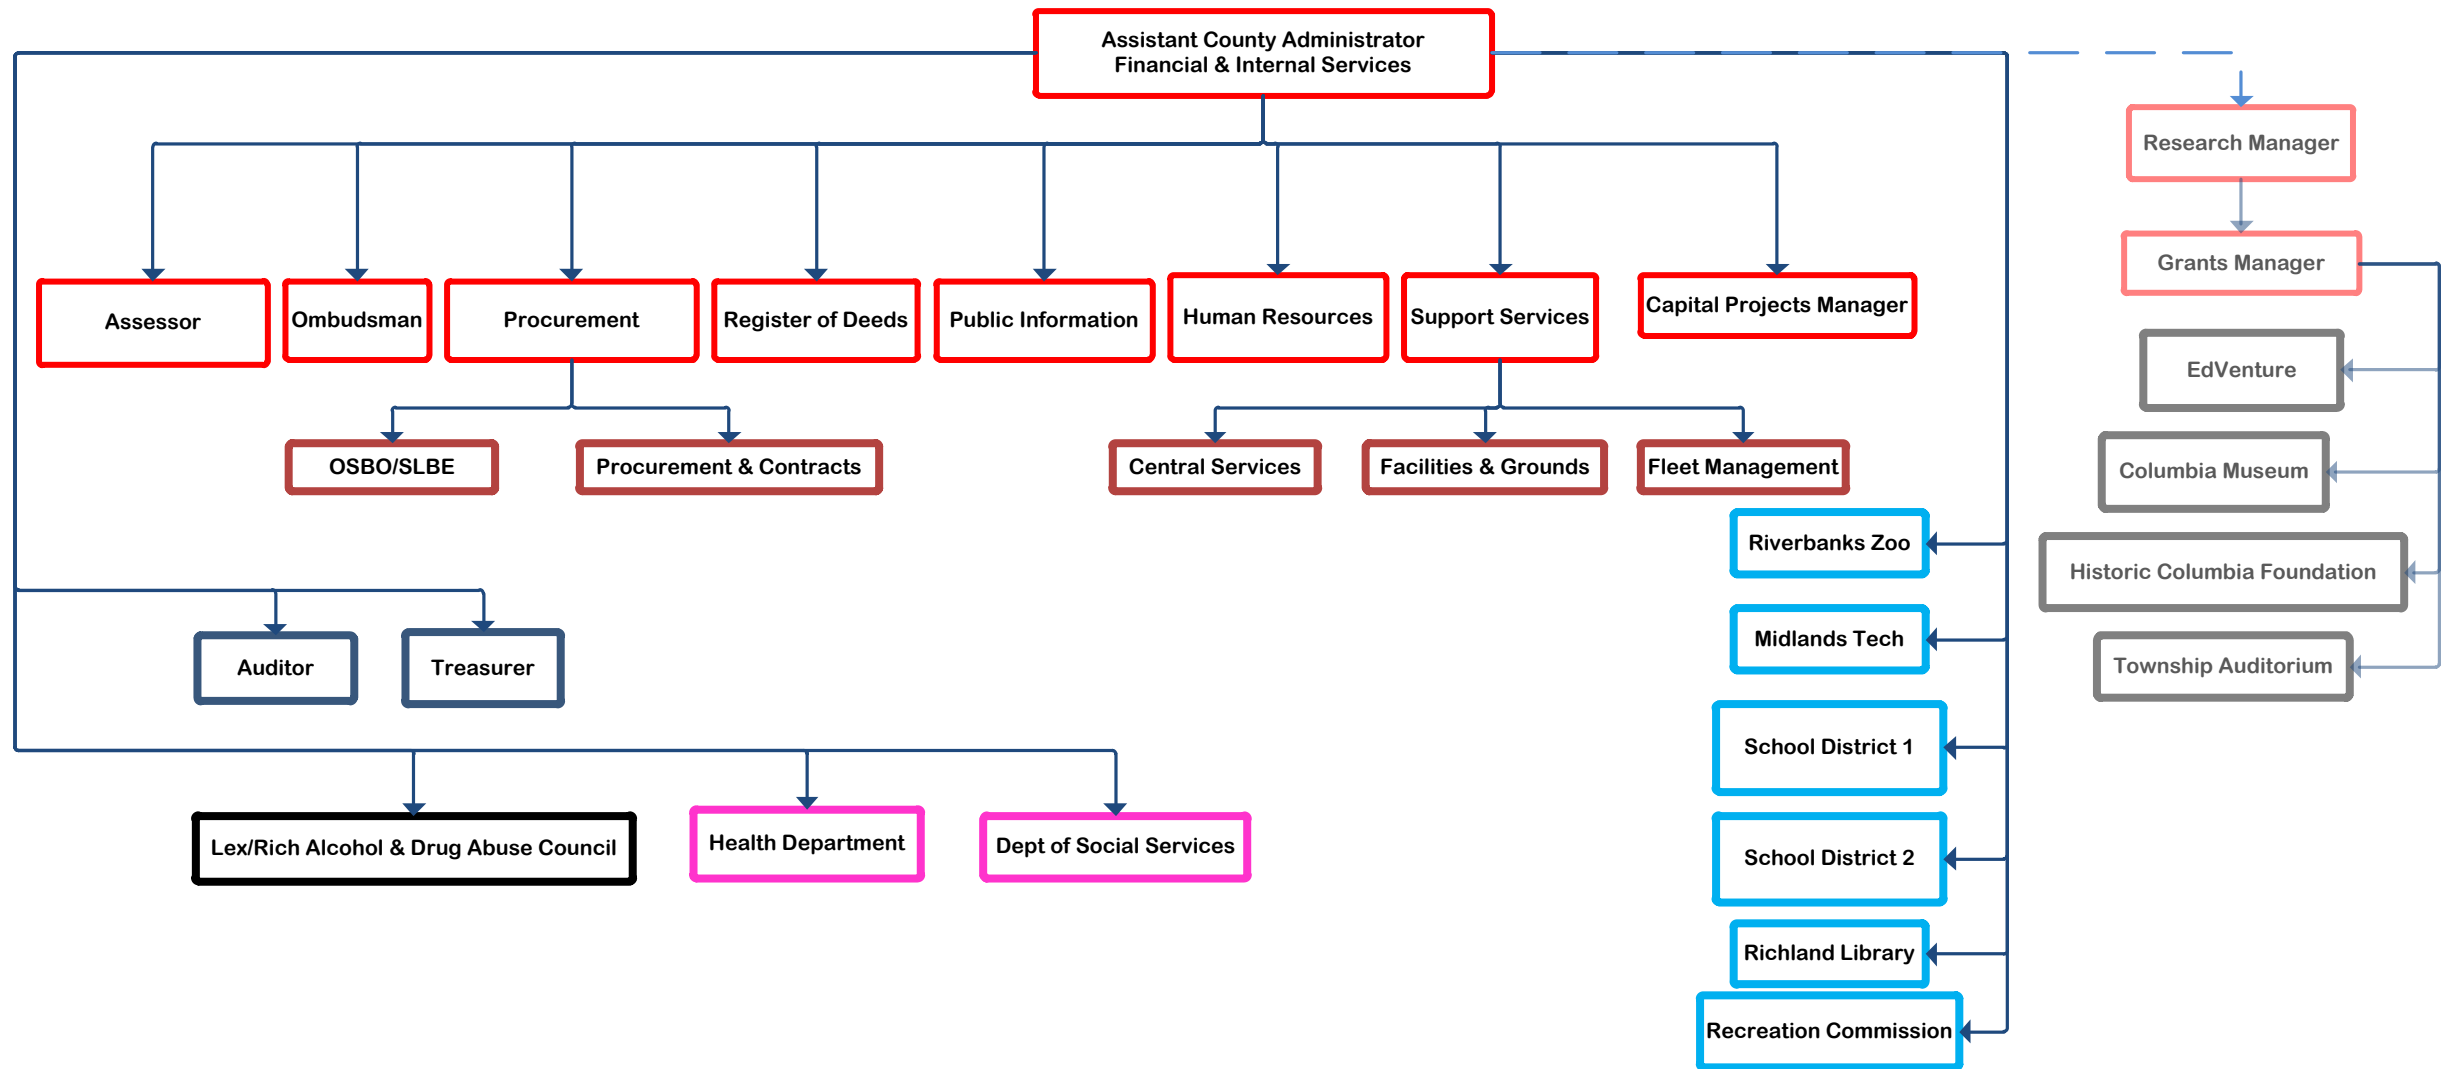 Assistant County Administrator
Financial & Internal Services
Research Manager
Grants Manager
Assessor
Ombudsman
Procurement
Register of Deeds
Public Information
Human Resources
Support Services
Capital Projects Manager
EdVenture
OSBO/SLBE
Procurement & Contracts
Central Services
Facilities & Grounds
Fleet Management
Columbia Museum
Riverbanks Zoo
Historic Columbia Foundation
Midlands Tech
Auditor
Treasurer
Township Auditorium
School District 1
Lex/Rich Alcohol & Drug Abuse Council
Health Department
Dept of Social Services
School District 2
Richland Library
Recreation Commission